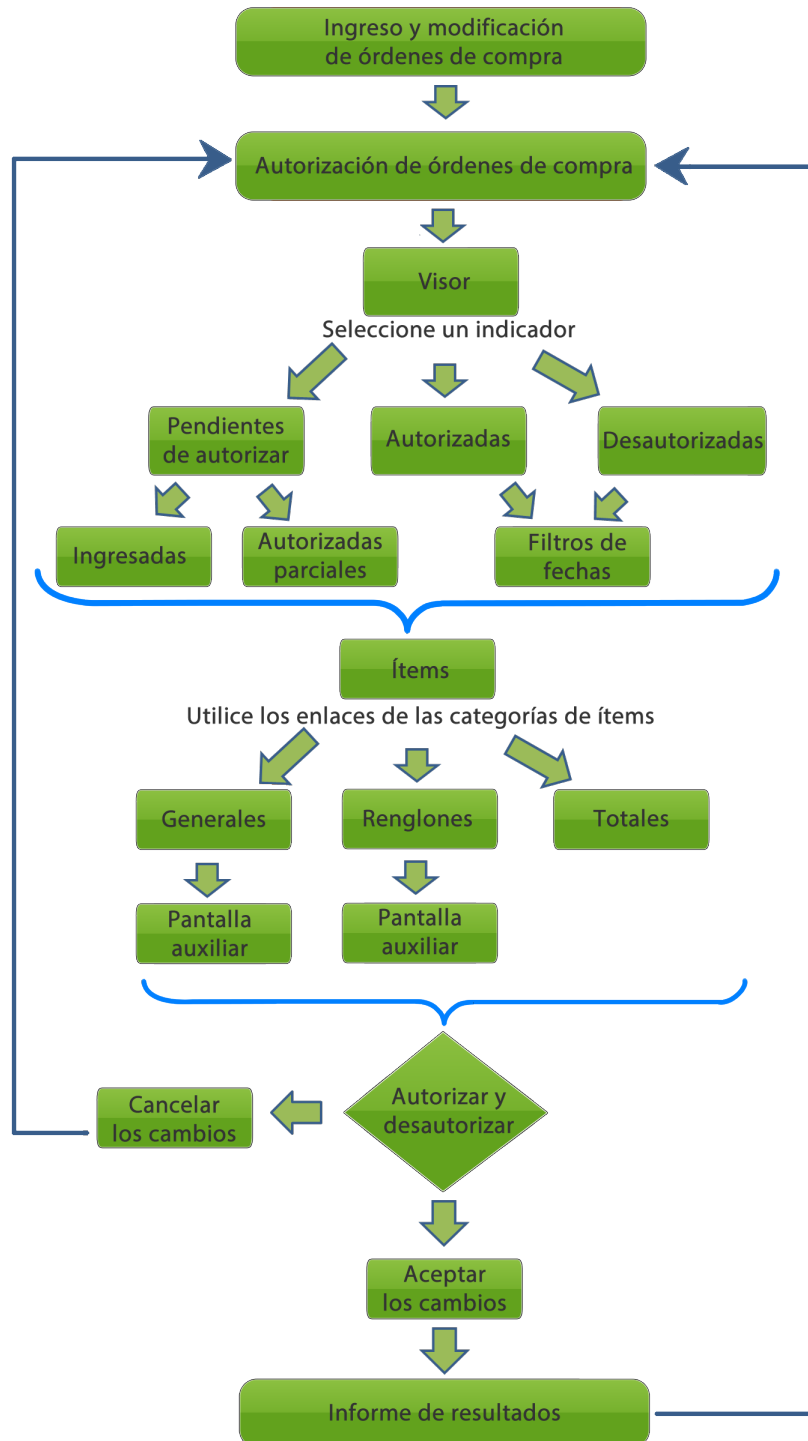 Ingreso y modificación
de órdenes de compra
Autorización de órdenes de compra
Visor
Seleccione un indicador
Pendientes
de autorizar
Autorizadas
Desautorizadas
Ingresadas
Autorizadas
parciales
Filtros de
fechas
Ítems
Utilice los enlaces de las categorías de ítems
Generales
Renglones
Totales
Pantalla
auxiliar
Pantalla
auxiliar
Autorizar y
desautorizar
Cancelar
los cambios
Aceptar
los cambios
Informe de resultados